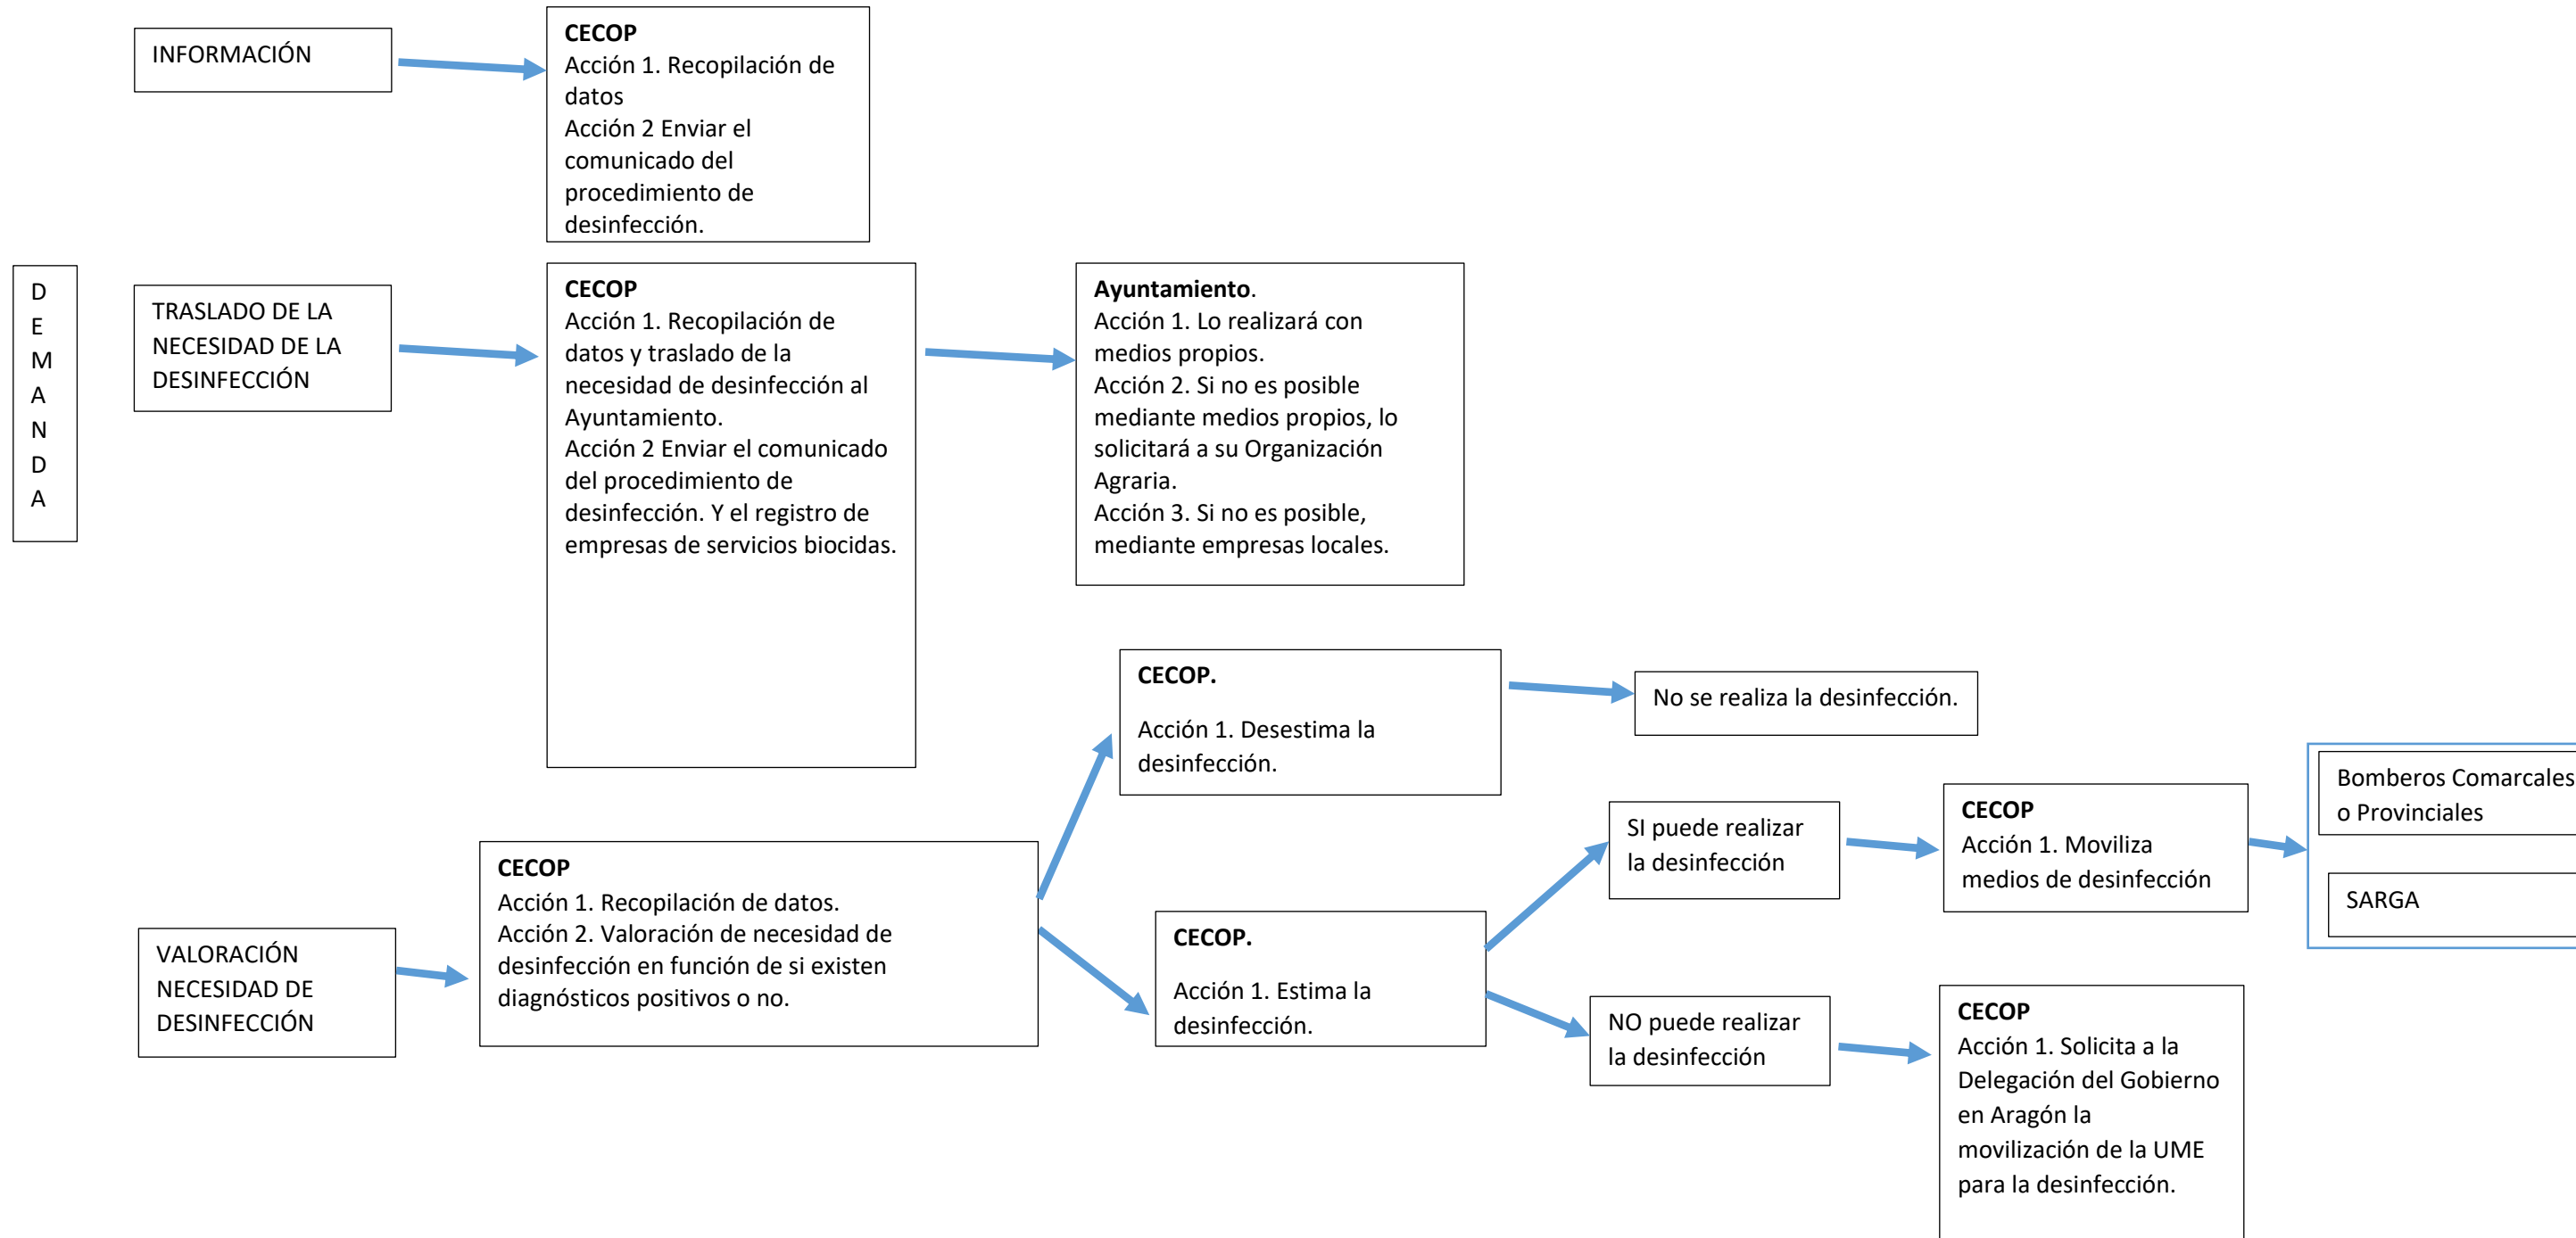 INFORMACIÓN
CECOP
Acción 1. Recopilación de
datos
Acción 2 Enviar el
comunicado del
procedimiento de
desinfección.
D
E
M
A
N
D
A
TRASLADO DE LA
NECESIDAD DE LA
DESINFECCIÓN
CECOP
Acción 1. Recopilación de
datos y traslado de la
necesidad de desinfección al
Ayuntamiento.
Acción 2 Enviar el comunicado
del procedimiento de
desinfección. Y el registro de
empresas de servicios biocidas.
Ayuntamiento.
Acción 1. Lo realizará con
medios propios.
Acción 2. Si no es posible
mediante medios propios, lo
solicitará a su Organización
Agraria.
Acción 3. Si no es posible,
mediante empresas locales.
VALORACIÓN
NECESIDAD DE
DESINFECCIÓN
CECOP
Acción 1. Recopilación de datos.
Acción 2. Valoración de necesidad de
desinfección en función de si existen
diagnósticos positivos o no.
CECOP.
Acción 1. Desestima la
desinfección.
No se realiza la desinfección.
CECOP.
Acción 1. Estima la
desinfección.
SI puede realizar
la desinfección
CECOP
Acción 1. Moviliza
medios de desinfección
Bomberos Comarcales
o Provinciales
SARGA
NO puede realizar
la desinfección
CECOP
Acción 1. Solicita a la
Delegación del Gobierno
en Aragón la
movilización de la UME
para la desinfección.